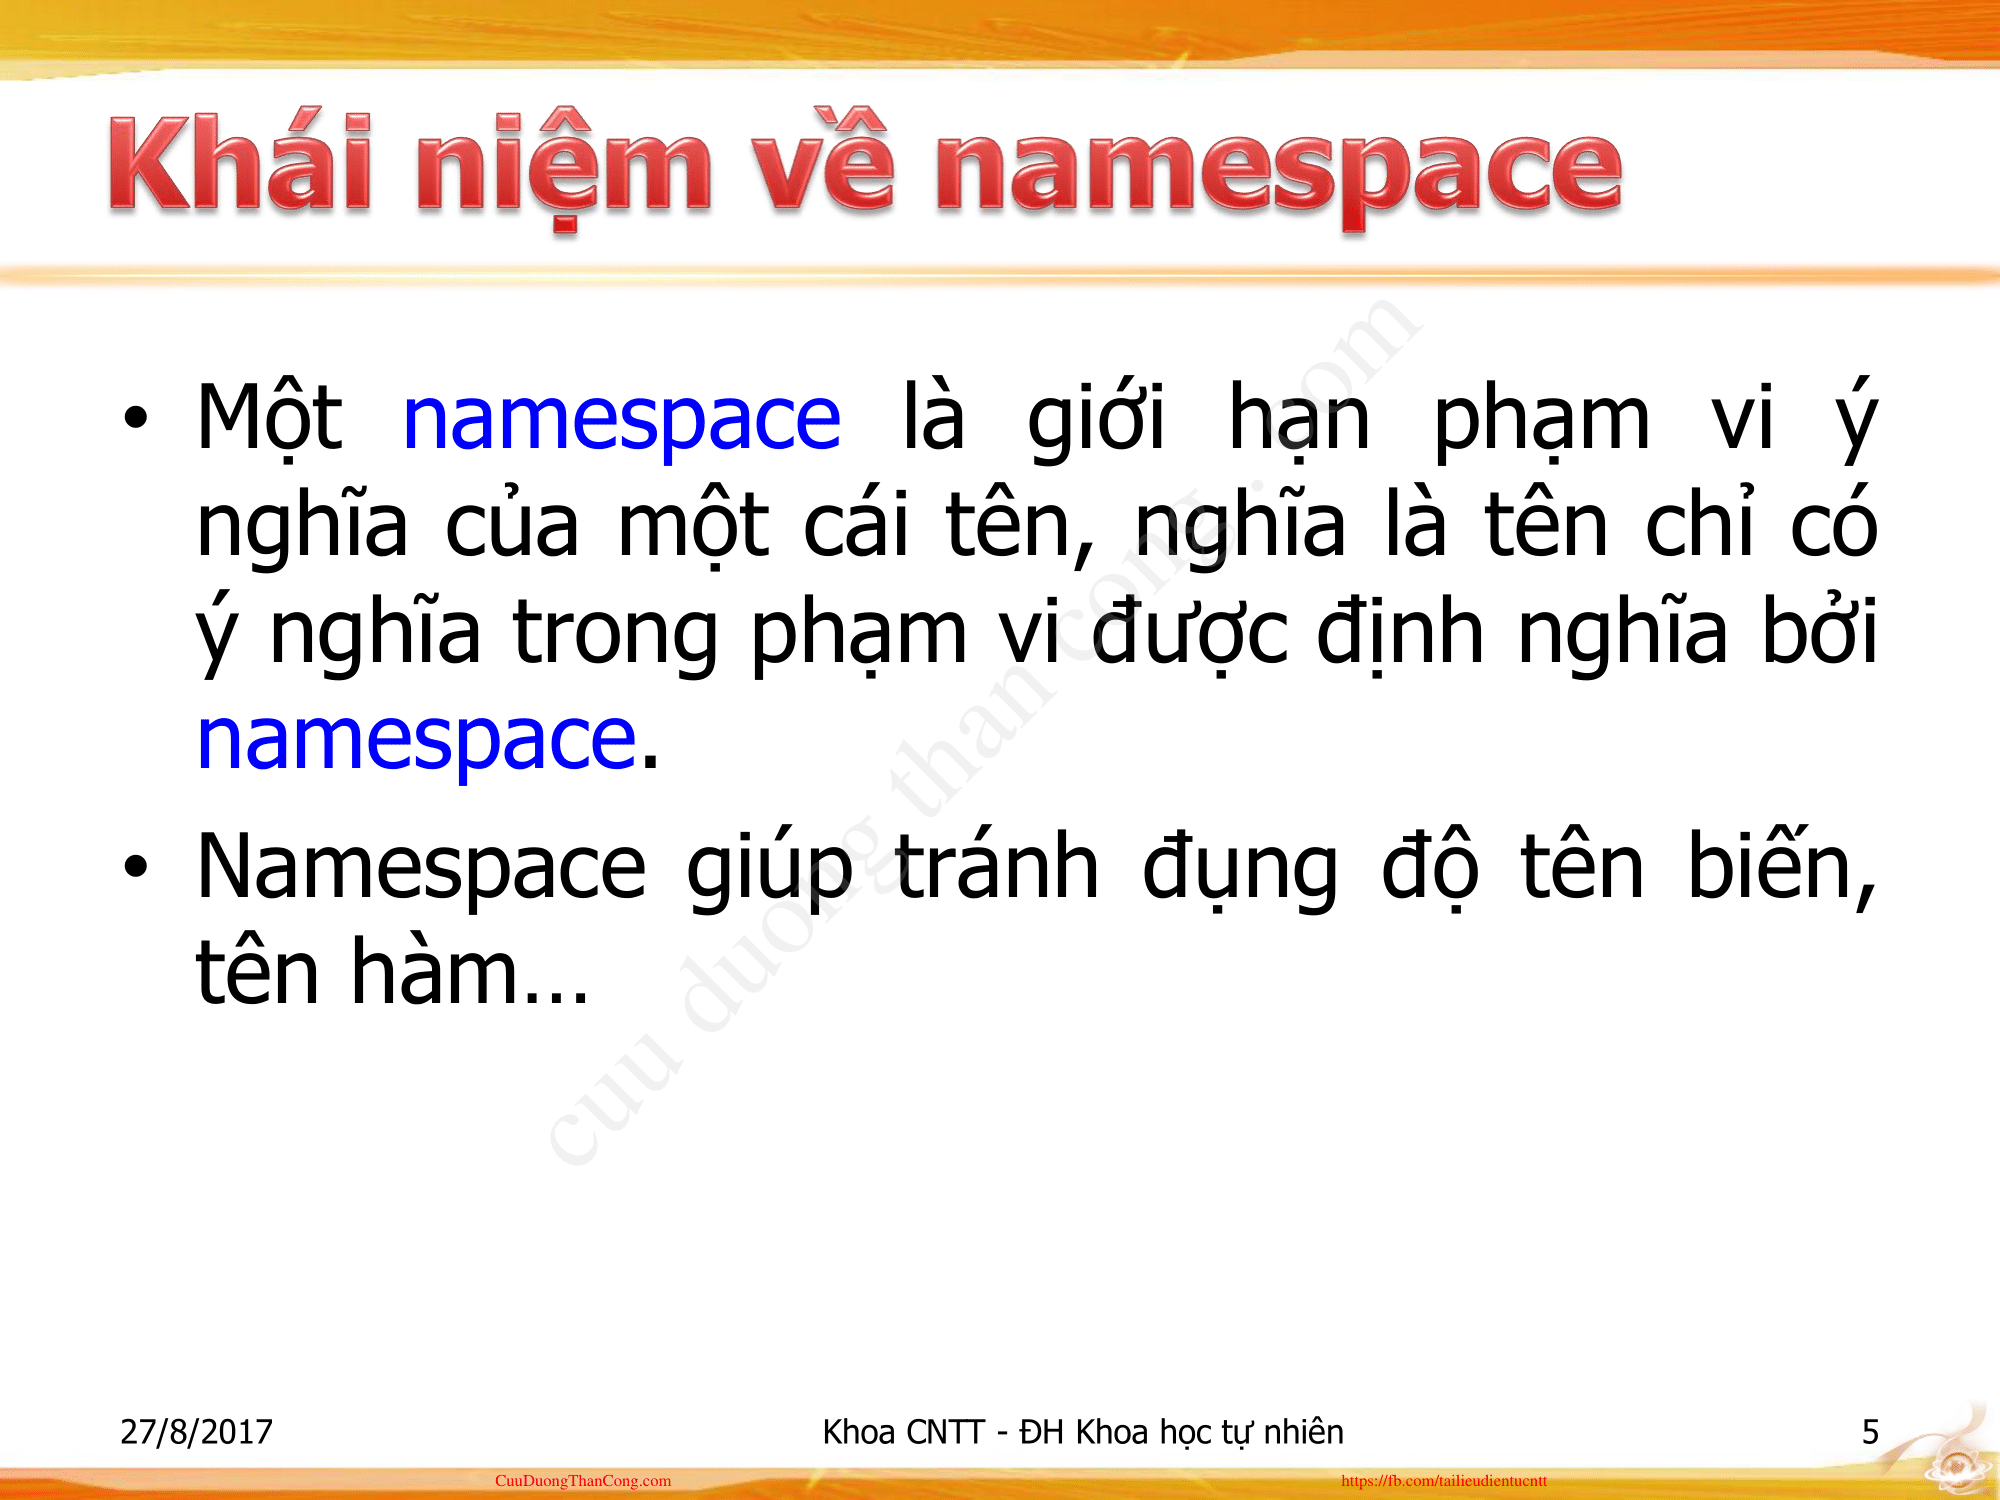 Khái niệm về namespace
• Một namespace là giới hạn phạm vi ý
nghĩa của một cái tên, nghĩa là tên chỉ có
ý nghĩa trong phạm vi được định nghĩa bởi
namespace.
• Namespace giúp tránh đụng độ tên biến,
tên hàm...
cuu duong than cong . com
27/8/2017
Khoa CNTT - ĐH Khoa học tự nhiên
5
CuuDuongThanCong.com
https://fb.com/tailieudientucntt